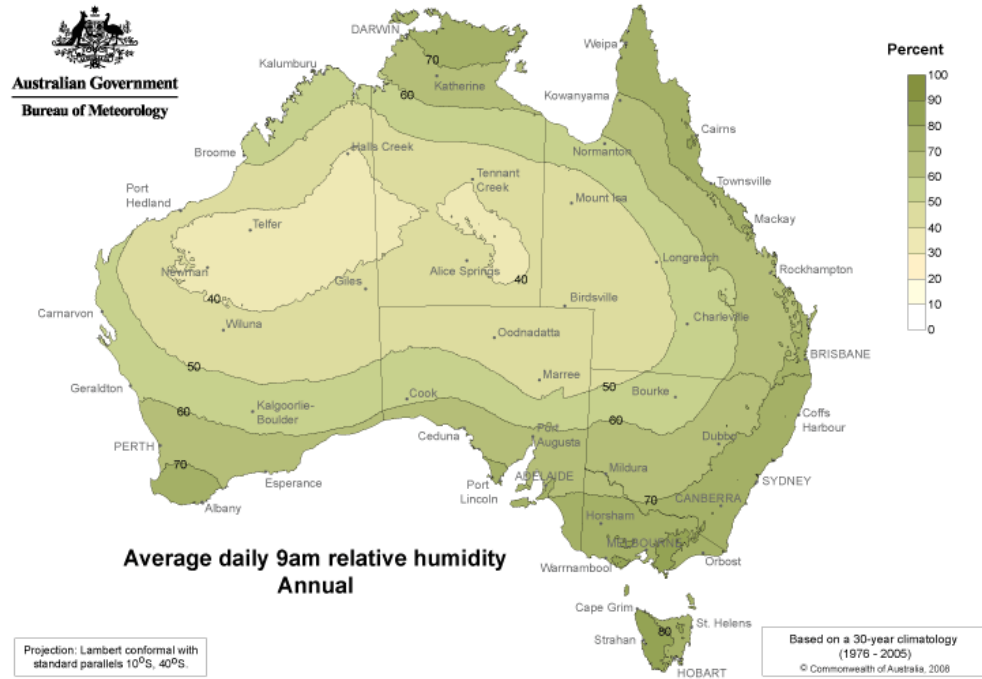 Australian Government
Bureau of Meteorology
DARWIN
Weipa
70
Katherine
Kalumburu
60
Kowanyama
Percent
100
90
80
70
60
50
40
30
20
10
0
Cairns
Broome
Halls Creek
Normanton
Tennant
Creek
Townsville
Port
Hedland
Mount Isa
Mackay
Telfer
Longreach
Rockhampton
Newman
Alice Springs
Giles
40
40
Birdsville
Carnarvon
Wiluna
Charleville
Oodnadatta
BRISBANE
50
Marree
Geraldton
50
Bourke
Cook
60
Kalgoorlie-
Boulder
60
Coffs
Harbour
PERTH
Ceduna
Port
Augusta
Dubbo
70
Mildura
Esperance
Port
Lincoln
ADELAIDE
SYDNEY
70
CANBERRA
Albany
Horsham
MELBOURNE
Average daily 9am relative humidity
Annual
Warrnambool
Orbost
Cape Grim
St. Helens
80
Strahan
HOBART
Projection: Lambert conformal with
standard parallels 10°S, 40°S.
Based on a 30-year climatology
(1976 - 2005)
© Commonwealth of Australia, 2008